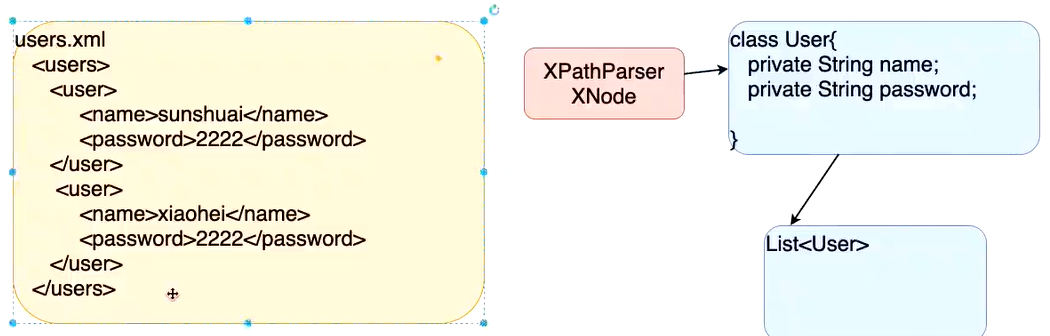 users.xml
<users>
<user>
<name>sunshuai</name>
<password>2222</password>
</user>
<user>
<name>xiaohei</name>
<password>2222</password>
</user>
</users>
XPathParser
XNode
class User{
private String name;
private String password;
}
List<User>